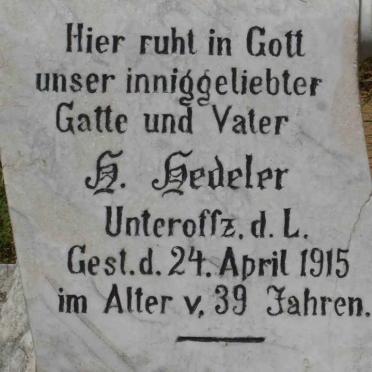 Hier ruht in Gott
unser inniggeliebter
Gatte und Vater
H. Hedeler
Unteroffz. d. L.
Gest. d. 24. April 1915
im Alter v. 39 Jahren.